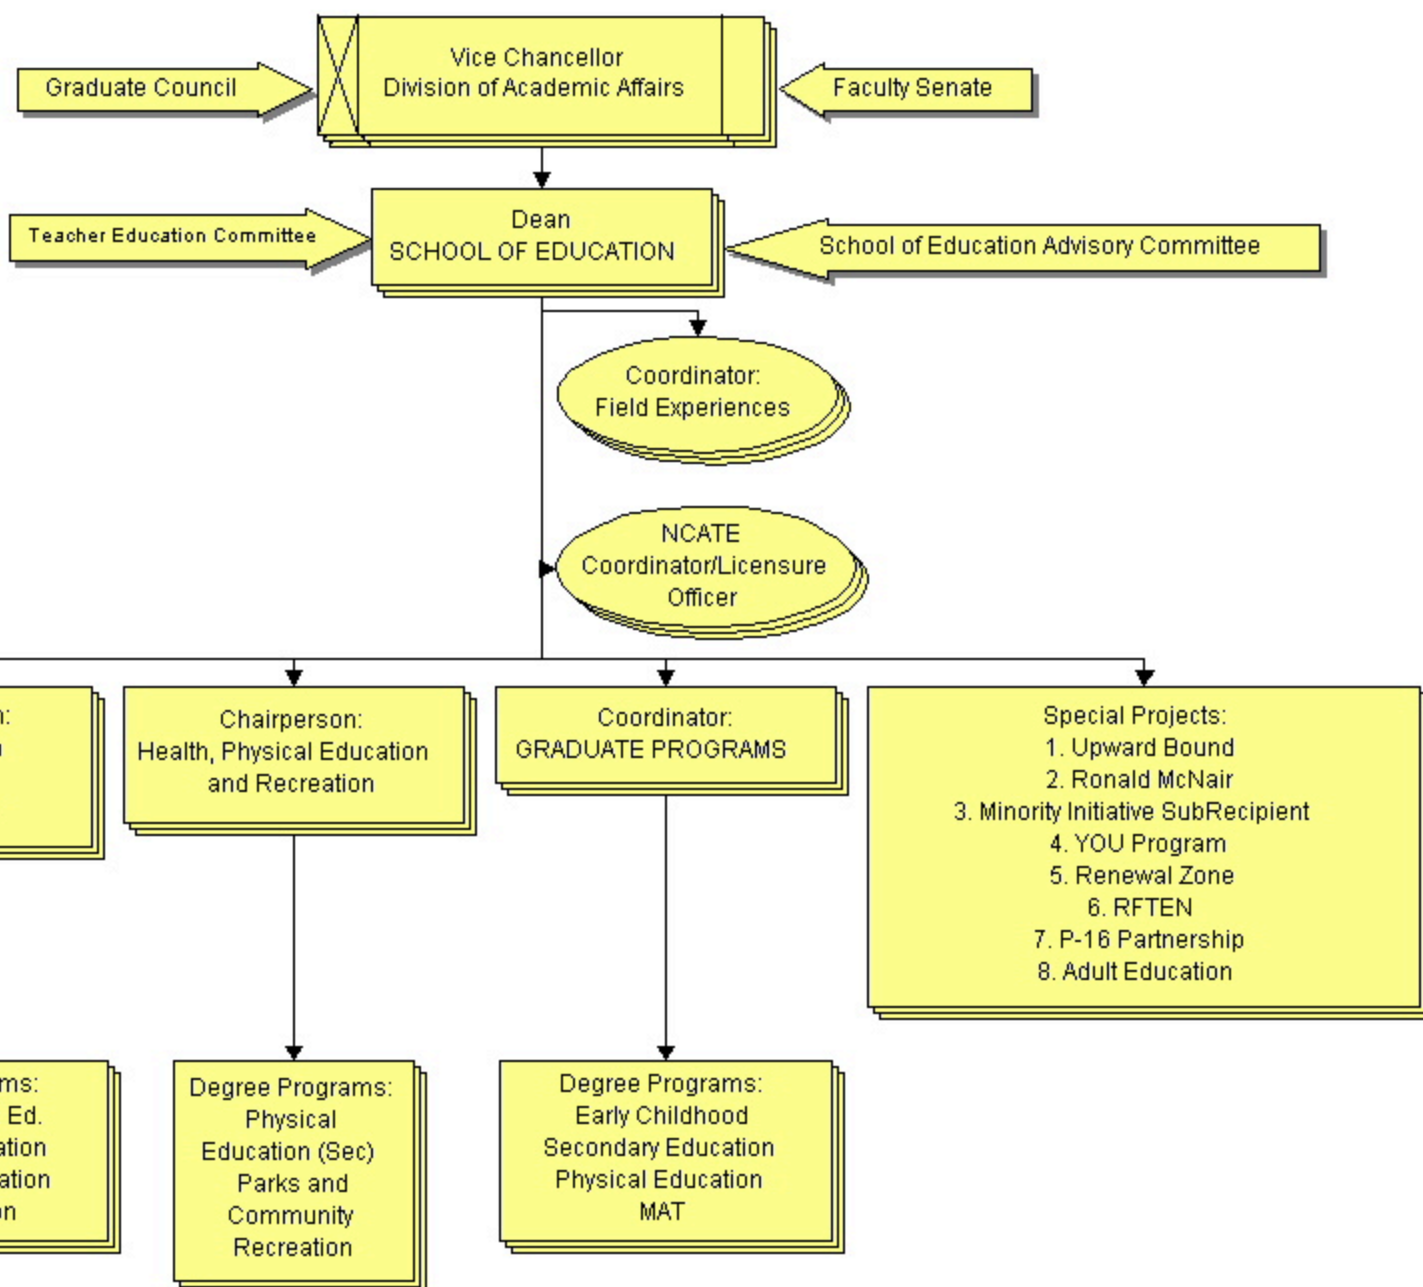 Vice Chancellor
Division of Academic Affairs
Graduate Council
Faculty Senate
Dean
SCHOOL OF EDUCATION
Teacher Education Committee
School of Education Advisory Committee
Coordinator:
Field Experiences
NCATE
Coordinator/Licensure
Officer
Chairperson:
Health, Physical Education
and Recreation
Coordinator:
GRADUATE PROGRAMS
Special Projects:
1. Upward Bound
2. Ronald McNair
3. Minority Initiative SubRecipient
4. YOU Program
5. Renewal Zone
6. RFTEN
7. P-16 Partnership
8. Adult Education
Ed.
Degree Programs:
Physical
Education (Sec)
Parks and
Community
Recreation
Degree Programs:
Early Childhood
Secondary Education
Physical Education
MAT